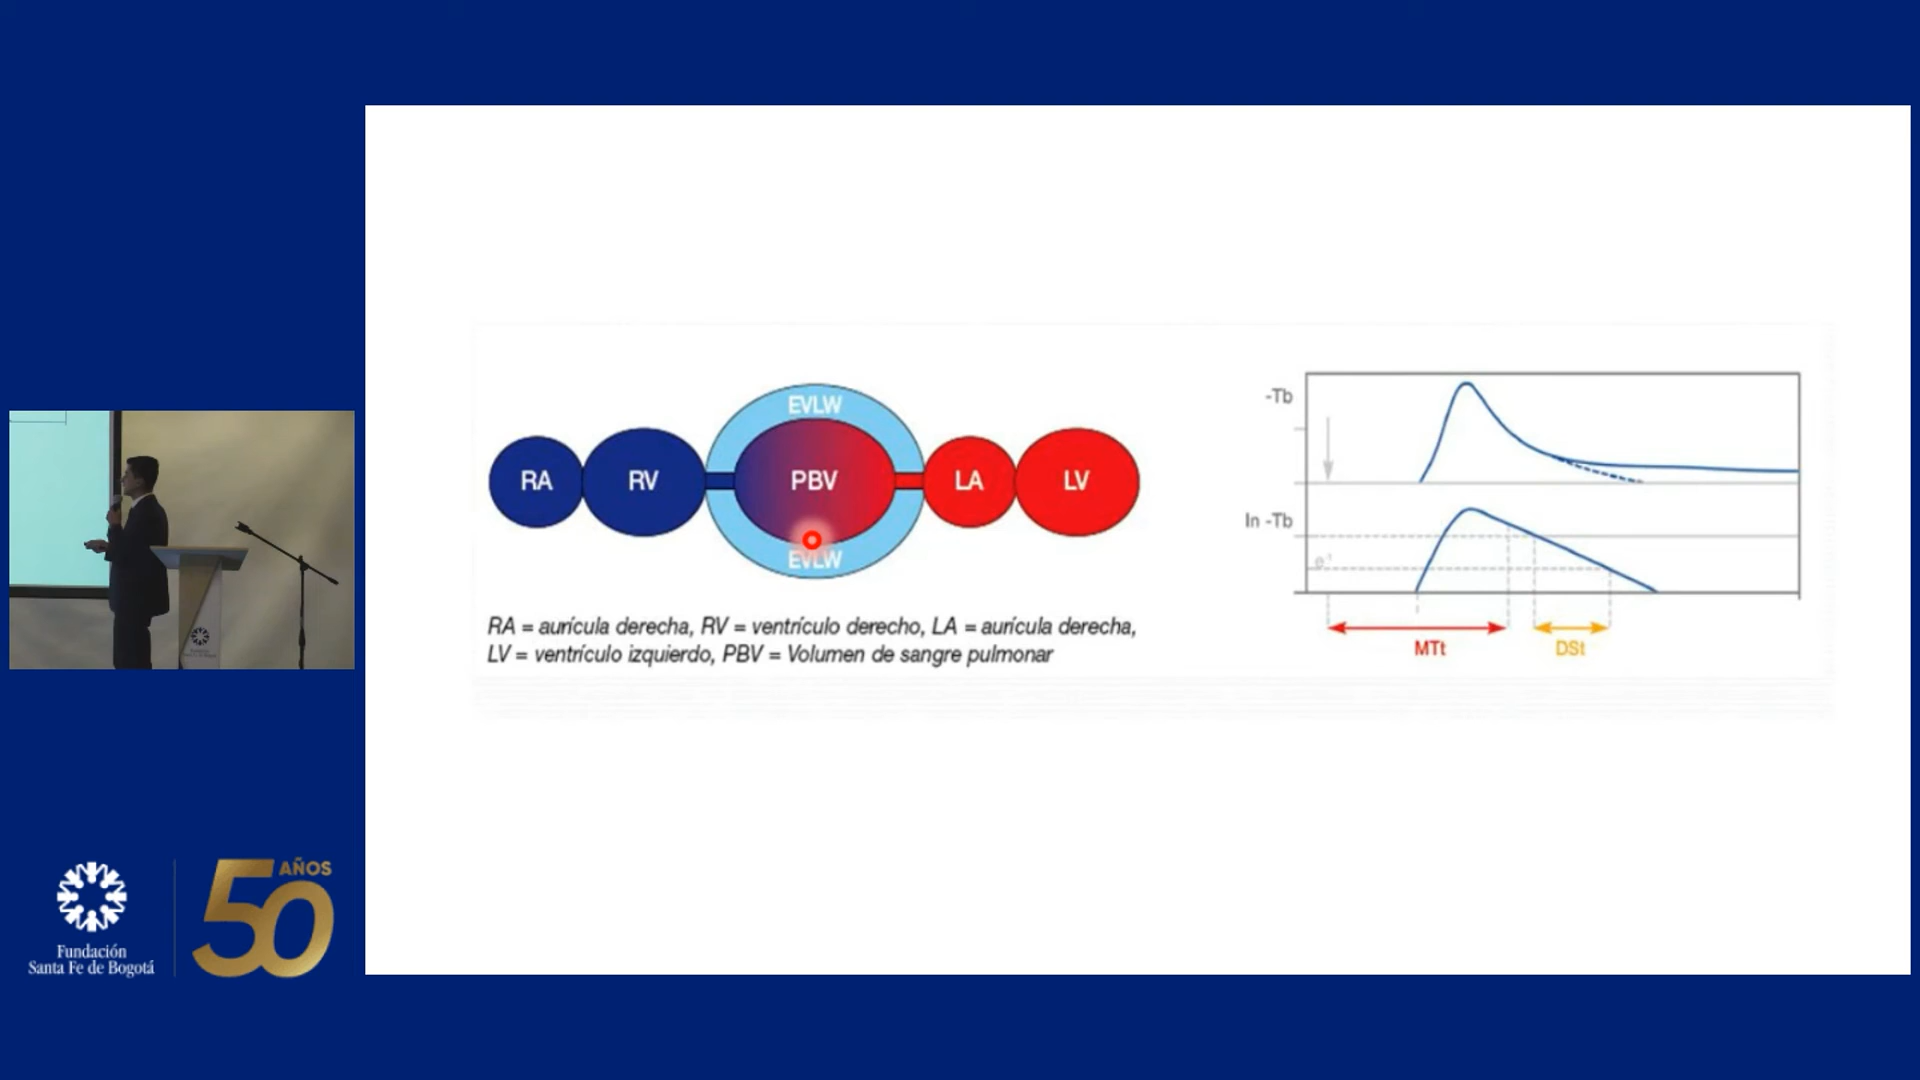 EVLW
RA
RV
PBV
LA
LV
EVLW
RA = aurícula derecha, RV = ventrículo derecho, LA = aurícula derecha,
LV = ventrículo izquierdo, PBV = Volumen de sangre pulmonar
-Tb
In -Tb
e-1
MTt
DSt
Fundación
Santa Fe de Bogotá
50 AÑOS